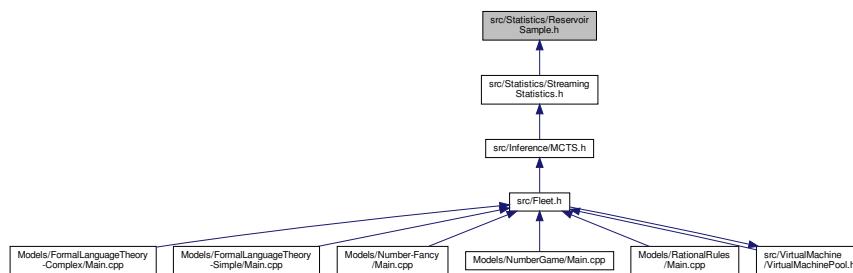 src/Statistics/Reservoir
Sample.h
src/Statistics/Streaming
Statistics.h
src/Inference/MCTS.h
src/Fleet.h
Models/FormalLanguageTheory
-Complex/Main.cpp
Models/FormalLanguageTheory
-Simple/Main.cpp
Models/Number-Fancy
/Main.cpp
Models/NumberGame/Main.cpp
Models/RationalRules
/Main.cpp
src/VirtualMachine
/VirtualMachinePool.h